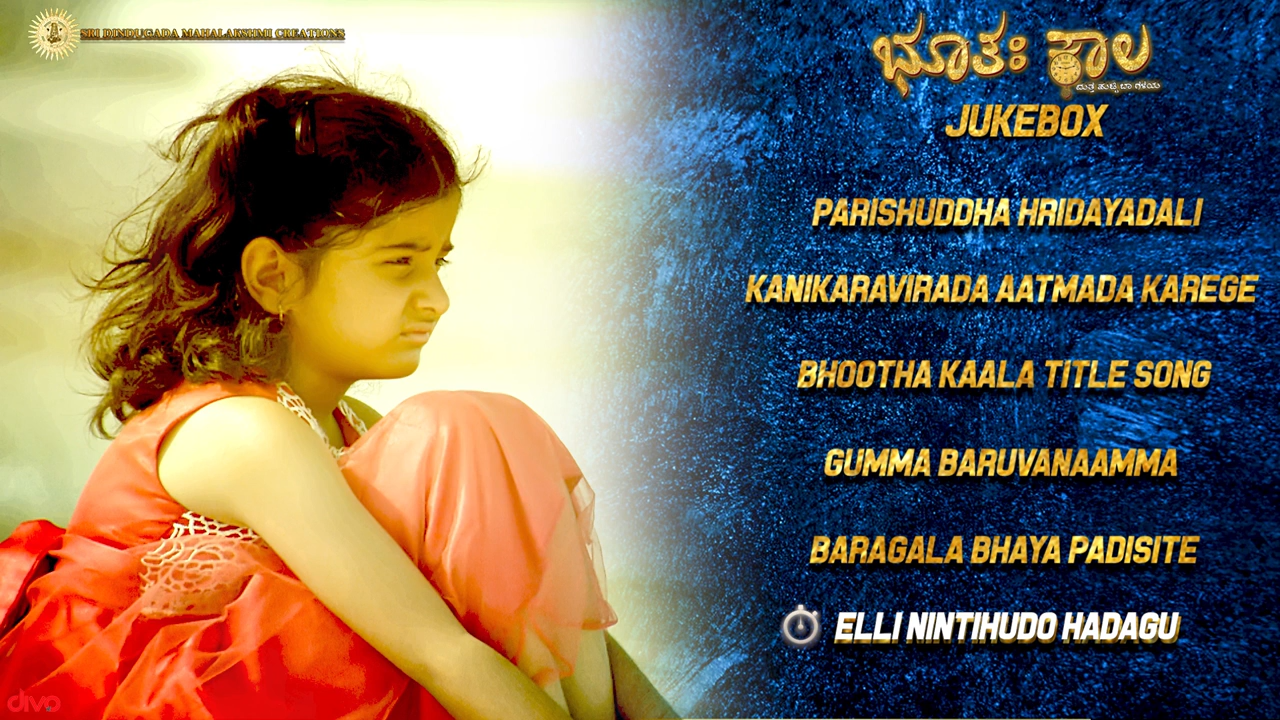 SRI DINDUGADA MAHALAKSHMI CREATIONS
ಭೂತಃ ಕಾಲ
ಮತ್ತೆ ಹುಟ್ಟಿ ಬಾ ಗೆಳೆಯ
JUKEBOX
PARISHUDDHA HRIDAYADALI
KANIKARAVIRADA AATMADA KAREGE
BHOOTHA KAALA TITLE SONG
GUMMA BARUVANAAMMA
BARAGALA BHAYA PADISITE
ELLI NINTIHUDO HADAGU
divo